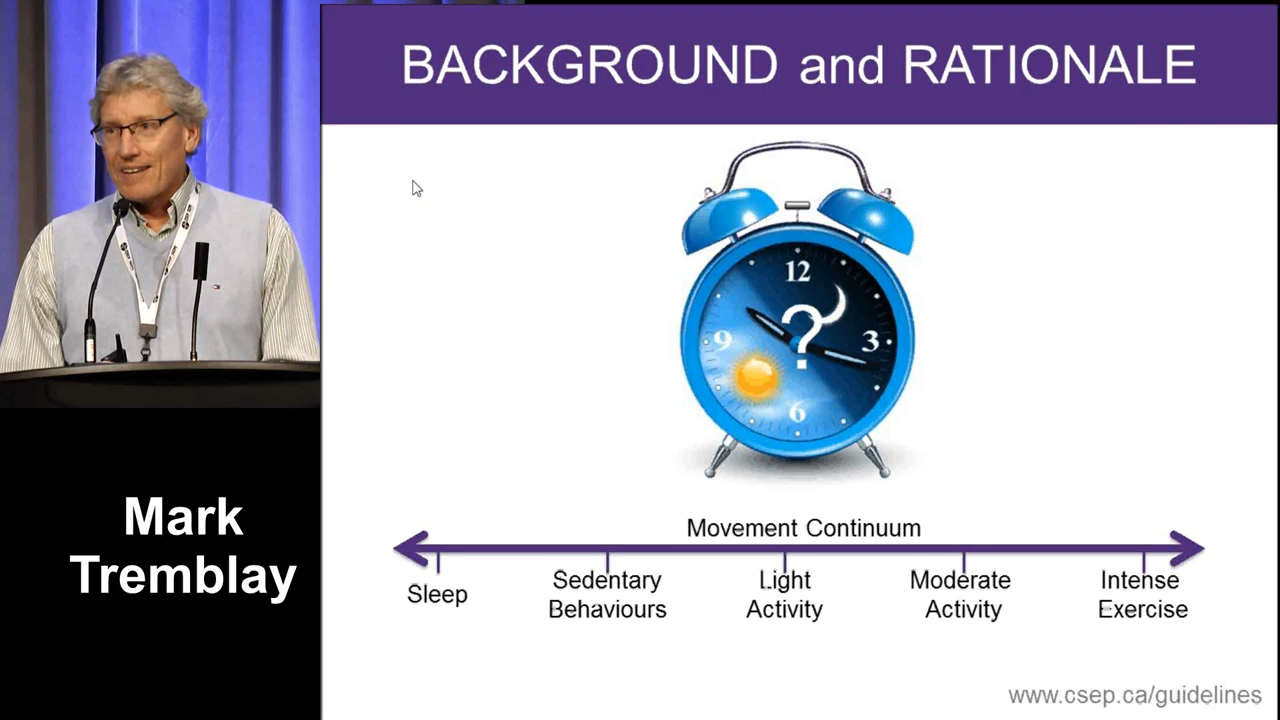 BACKGROUND and RATIONALE
12
9
?
3
6
Mark
Tremblay
Movement Continuum
Sleep
Sedentary
Behaviours
Light
Activity
Moderate
Activity
Intense
Exercise
www.csep.ca/guidelines